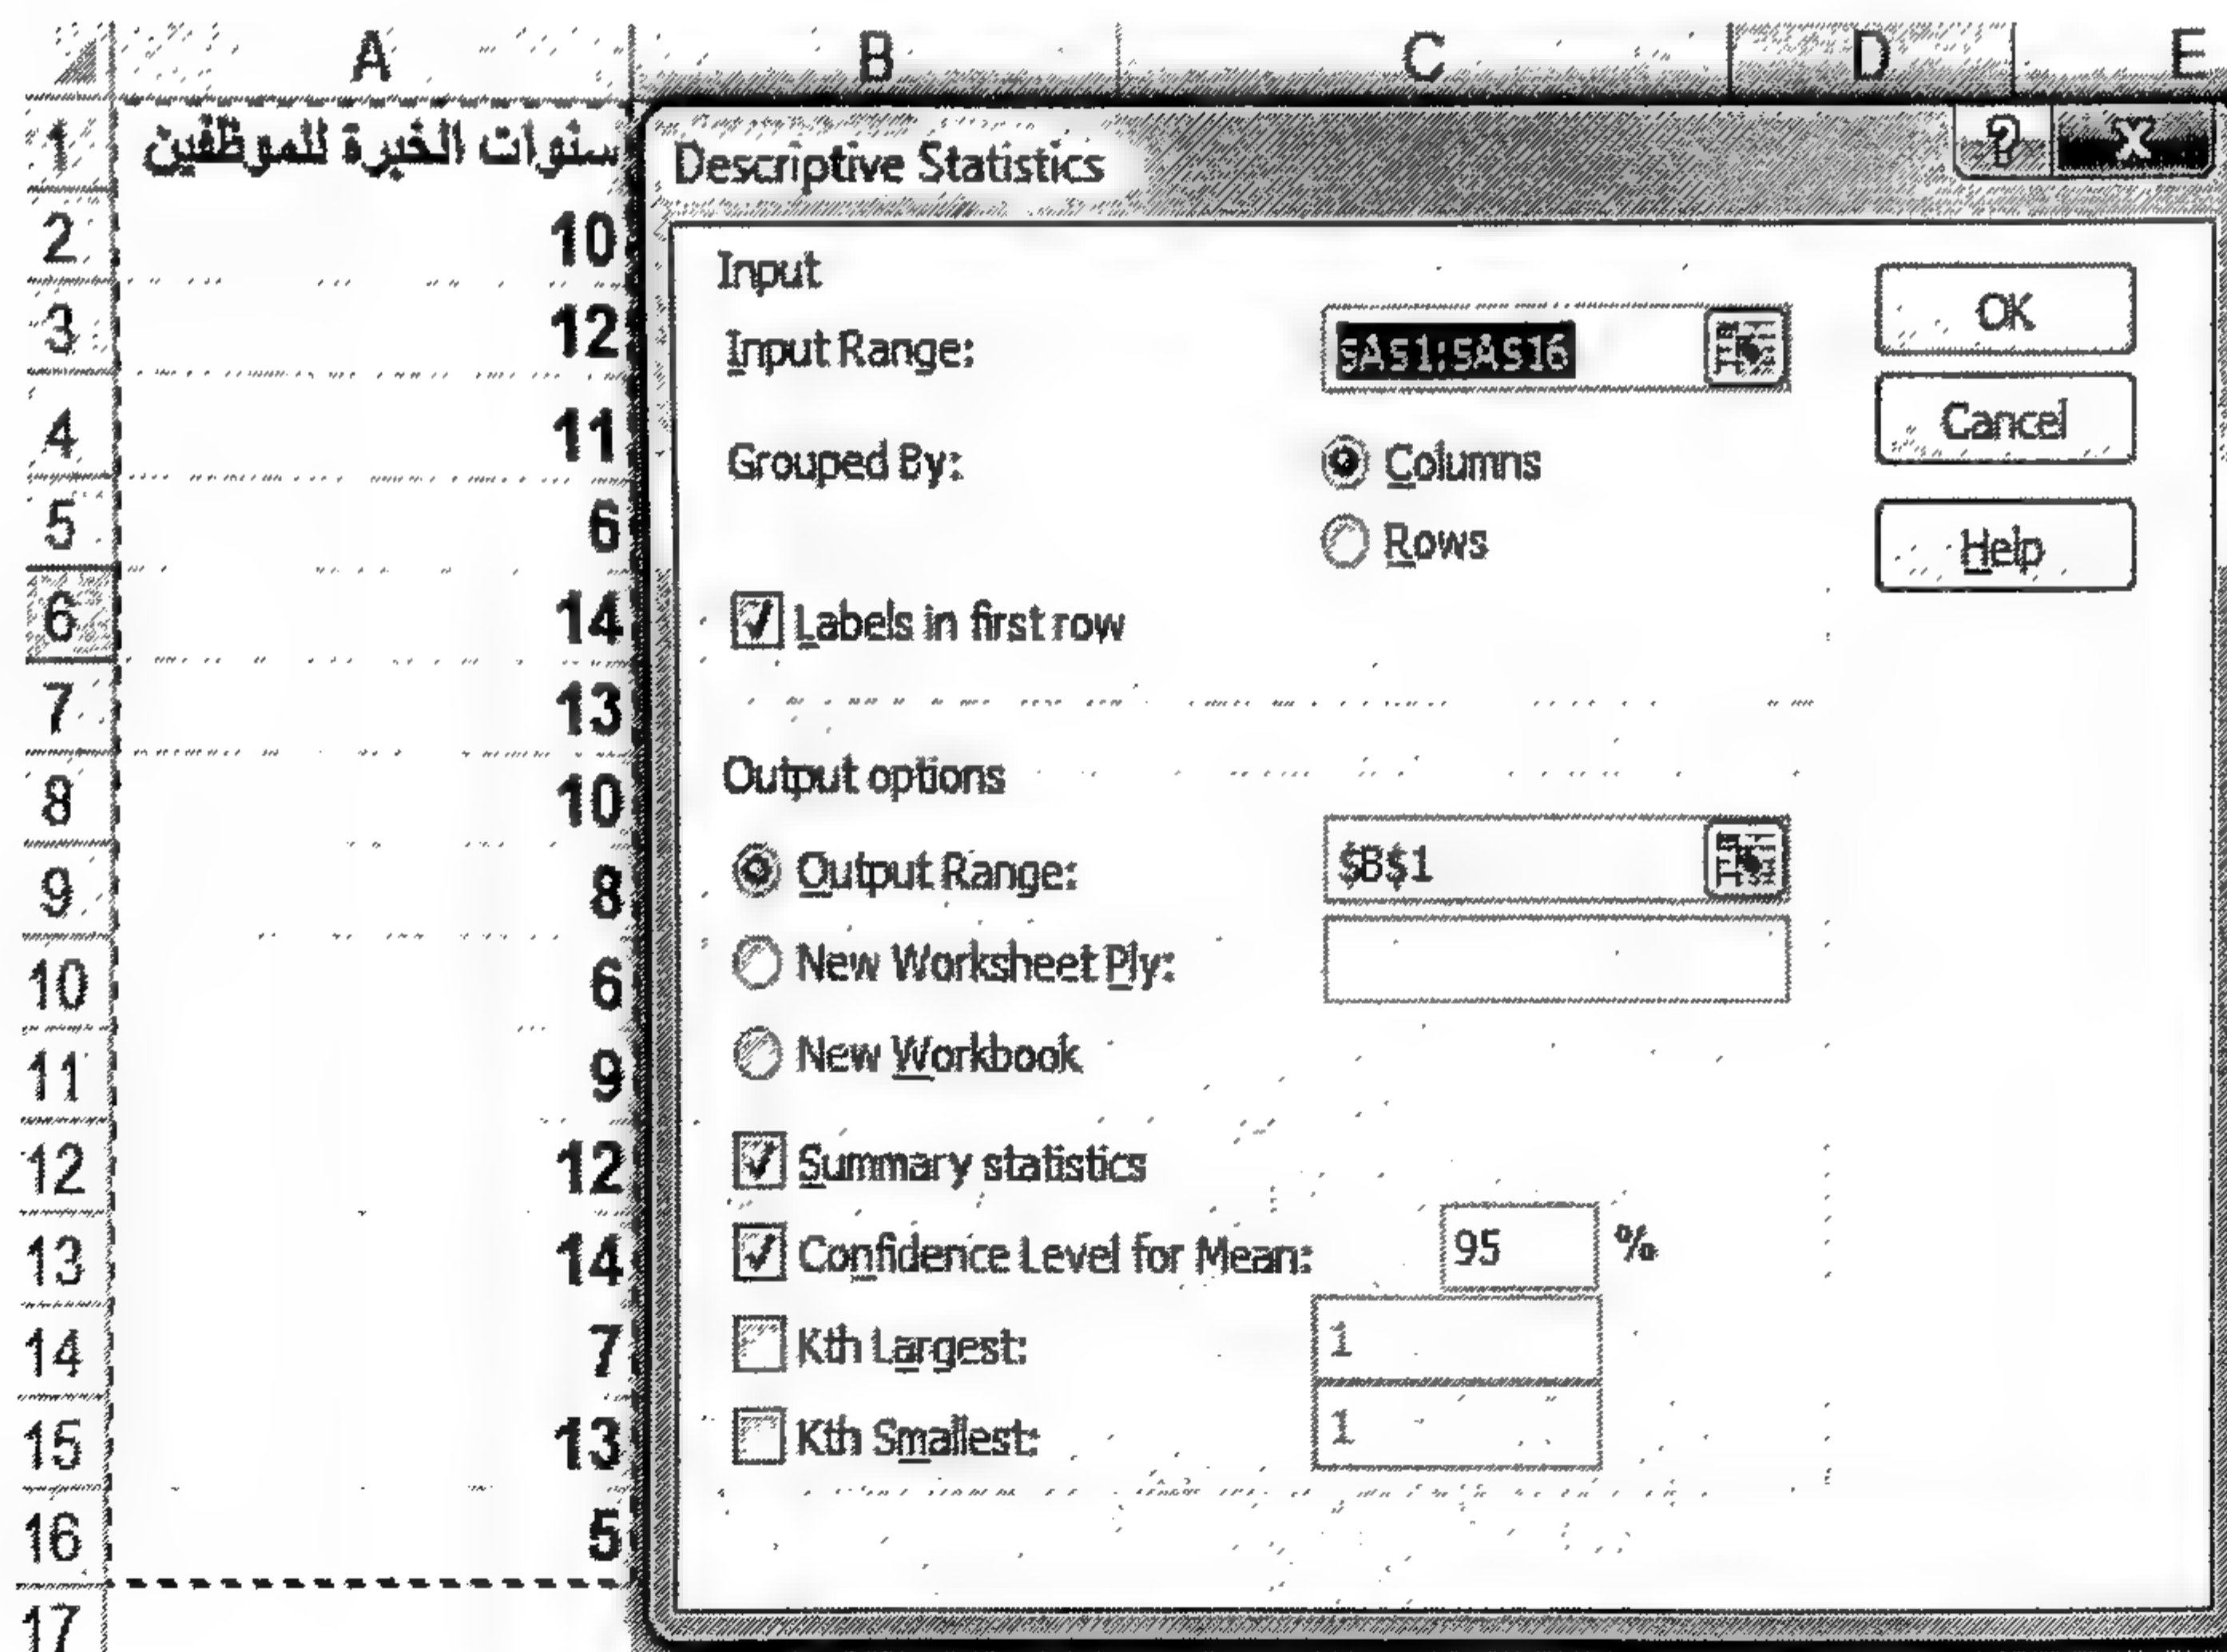 A B C D E
1 سنوات الخبرة للموظفين
2 10
3 12
4 11
5 6
6 14
7 13
8 10
9 8
10 6
11 9
12 12
13 14
14 7
15 13
16 5
17
Descriptive Statistics ? X
Input
Input Range: $A$1:$A$16 OK
Cancel
Grouped By: Columns
Rows Help
Labels in first row
Output options
Output Range: $B$1
New Worksheet Ply:
New Workbook
Summary statistics
Confidence Level for Mean: 95 %
Kth Largest: 1
Kth Smallest: 1